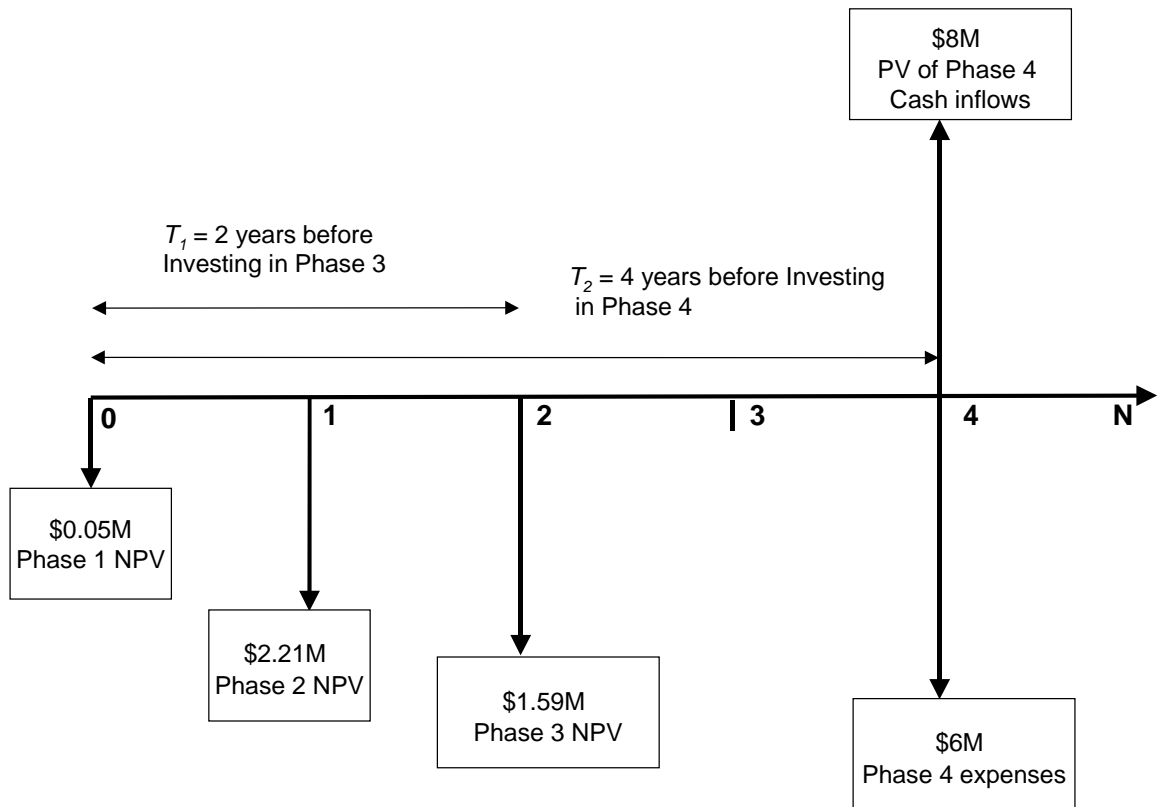 $8M
PV of Phase 4
Cash inflows
T1 = 2 years before
Investing in Phase 3
T2 = 4 years before Investing
in Phase 4
0
1
2
3
4
N
$0.05M
Phase 1 NPV
$2.21M
Phase 2 NPV
$1.59M
Phase 3 NPV
$6M
Phase 4 expenses